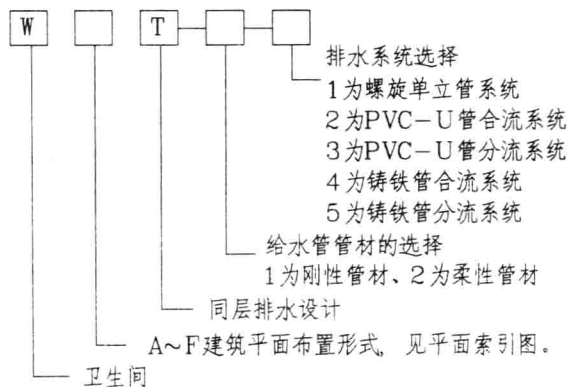 W T
排水系统选择
1为螺旋单立管系统
2为PVC-U管合流系统
3为PVC-U管分流系统
4为铸铁管合流系统
5为铸铁管分流系统
给水管管材的选择
1为刚性管材、2为柔性管材
同层排水设计
A~F建筑平面布置形式, 见平面索引图。
卫生间